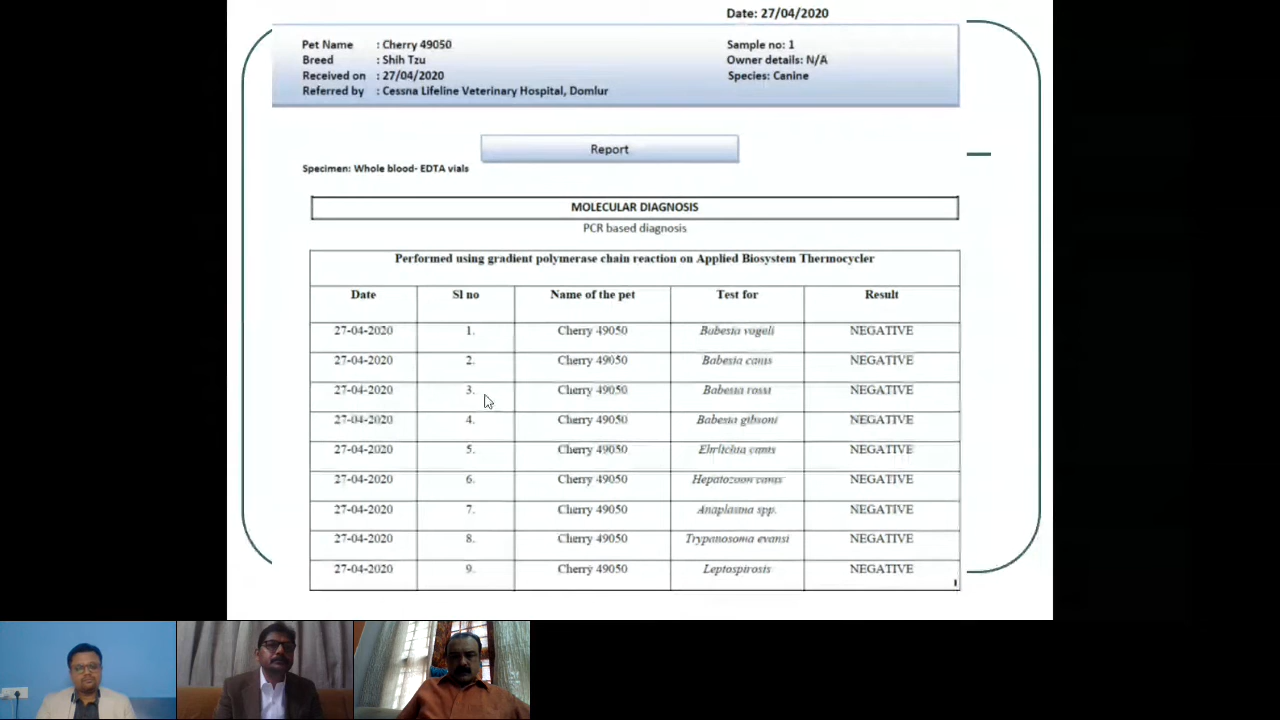 Date: 27/04/2020
Pet Name : Cherry 49050 Sample no: 1
Breed : Shih Tzu Owner details: N/A
Received on : 27/04/2020 Species: Canine
Referred by : Cessna Lifeline Veterinary Hospital, Domlur
Report
Specimen: Whole blood- EDTA vials
MOLECULAR DIAGNOSIS
PCR based diagnosis
Performed using gradient polymerase chain reaction on Applied Biosystem Thermocycler
Date Sl no Name of the pet Test for Result
27-04-2020 1. Cherry 49050 Babesia vogeli NEGATIVE
27-04-2020 2. Cherry 49050 Babesia canis NEGATIVE
27-04-2020 3. Cherry 49050 Babesia rossi NEGATIVE
27-04-2020 4. Cherry 49050 Babesia gibsoni NEGATIVE
27-04-2020 5. Cherry 49050 Ehrlichia canis NEGATIVE
27-04-2020 6. Cherry 49050 Hepatozoon canis NEGATIVE
27-04-2020 7. Cherry 49050 Anaplasma spp. NEGATIVE
27-04-2020 8. Cherry 49050 Trypanosoma evansi NEGATIVE
27-04-2020 9. Cherry 49050 Leptospirosis NEGATIVE